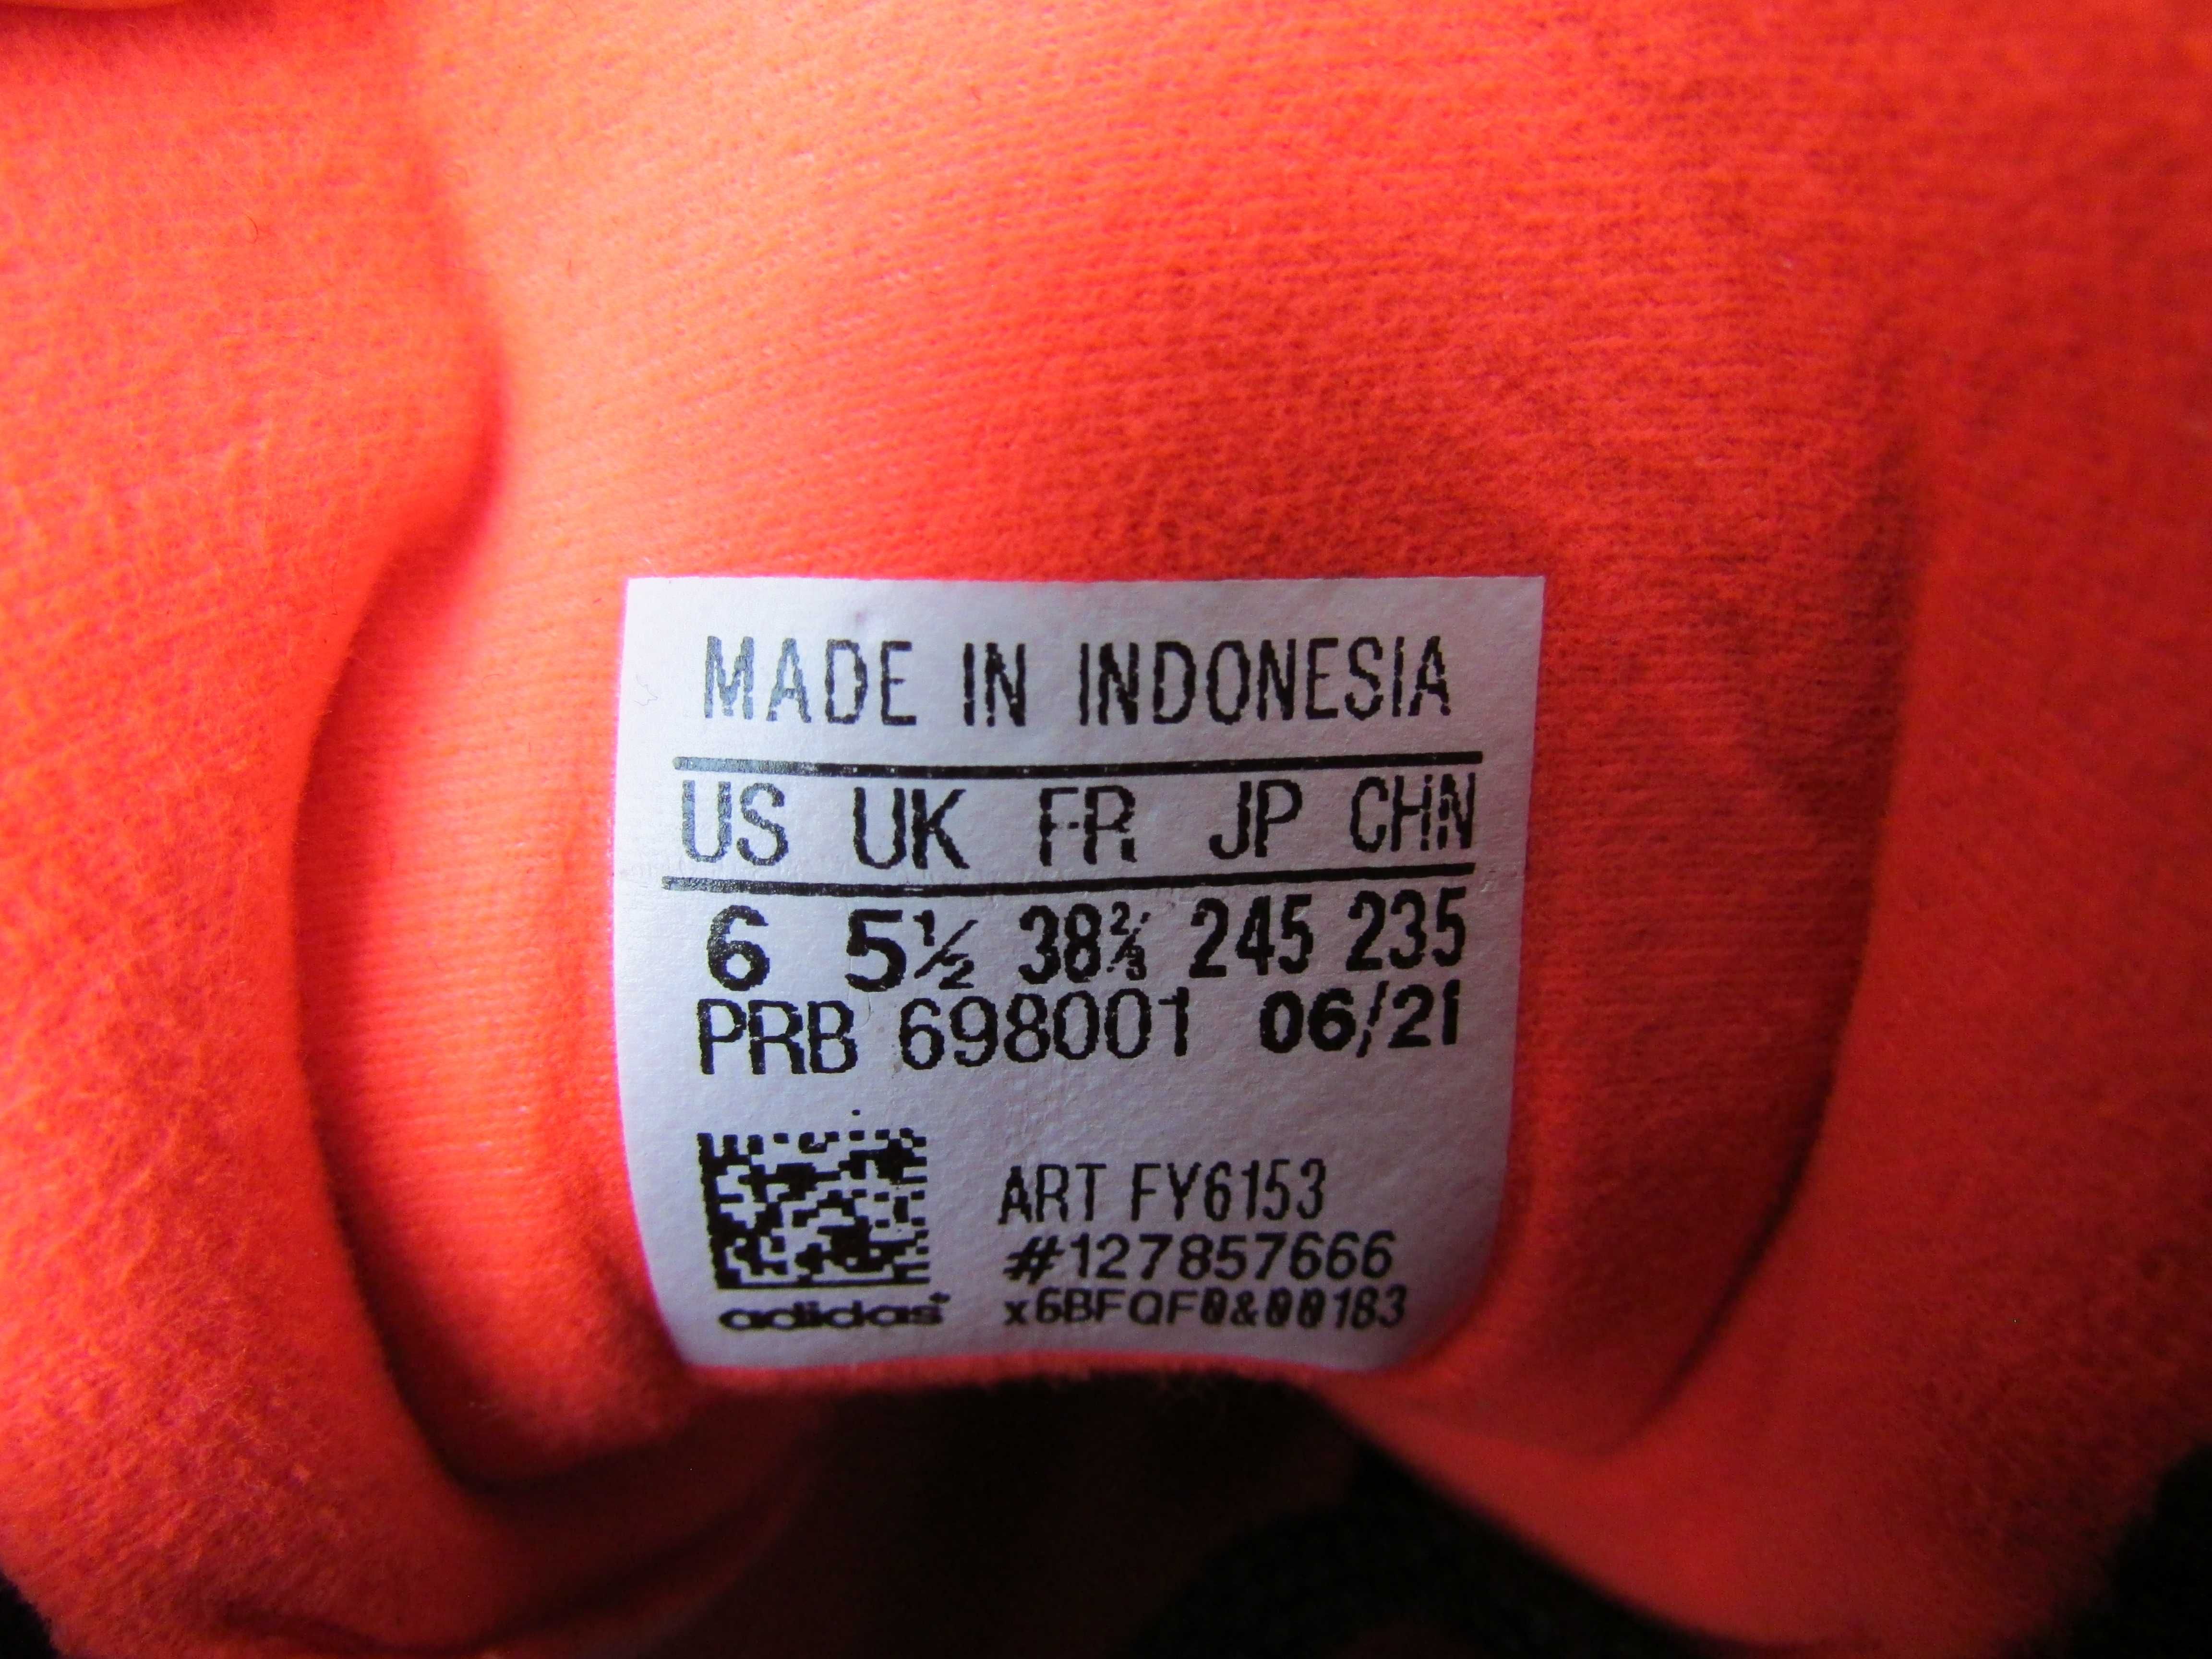 MADE IN INDONESIA
US UK FR JP CHN
6 5½ 38⅔ 245 235
PRB 698001 06/21
ART FY6153
#127857666
adidas x6BFQF0&00183